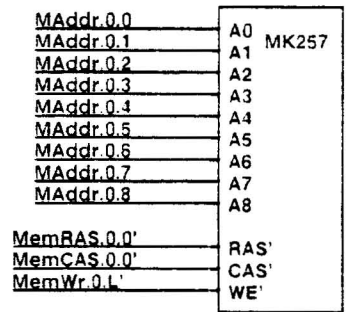 MAddr.0.0 A0 MK257
MAddr.0.1 A1
MAddr.0.2 A2
MAddr.0.3 A3
MAddr.0.4 A4
MAddr.0.5 A5
MAddr.0.6 A6
MAddr.0.7 A7
MAddr.0.8 A8
MemRAS.0.0' RAS'
MemCAS.0.0' CAS'
MemWr.0.L' WE'